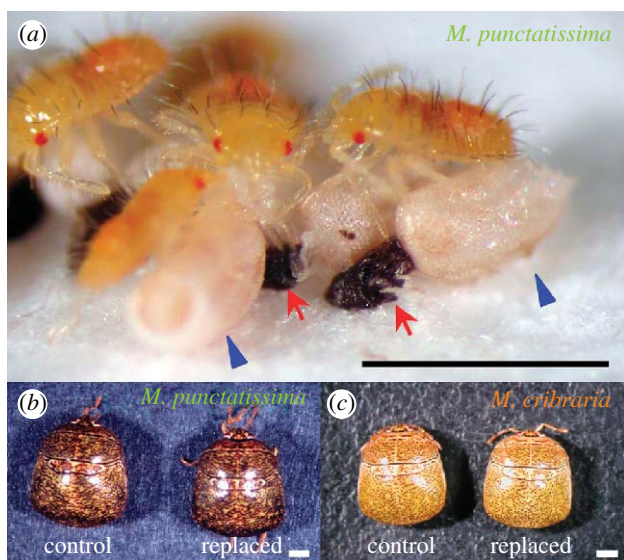 (a) M. punctatissima
(b) M. punctatissima
control replaced
(c) M. cribraria
control replaced